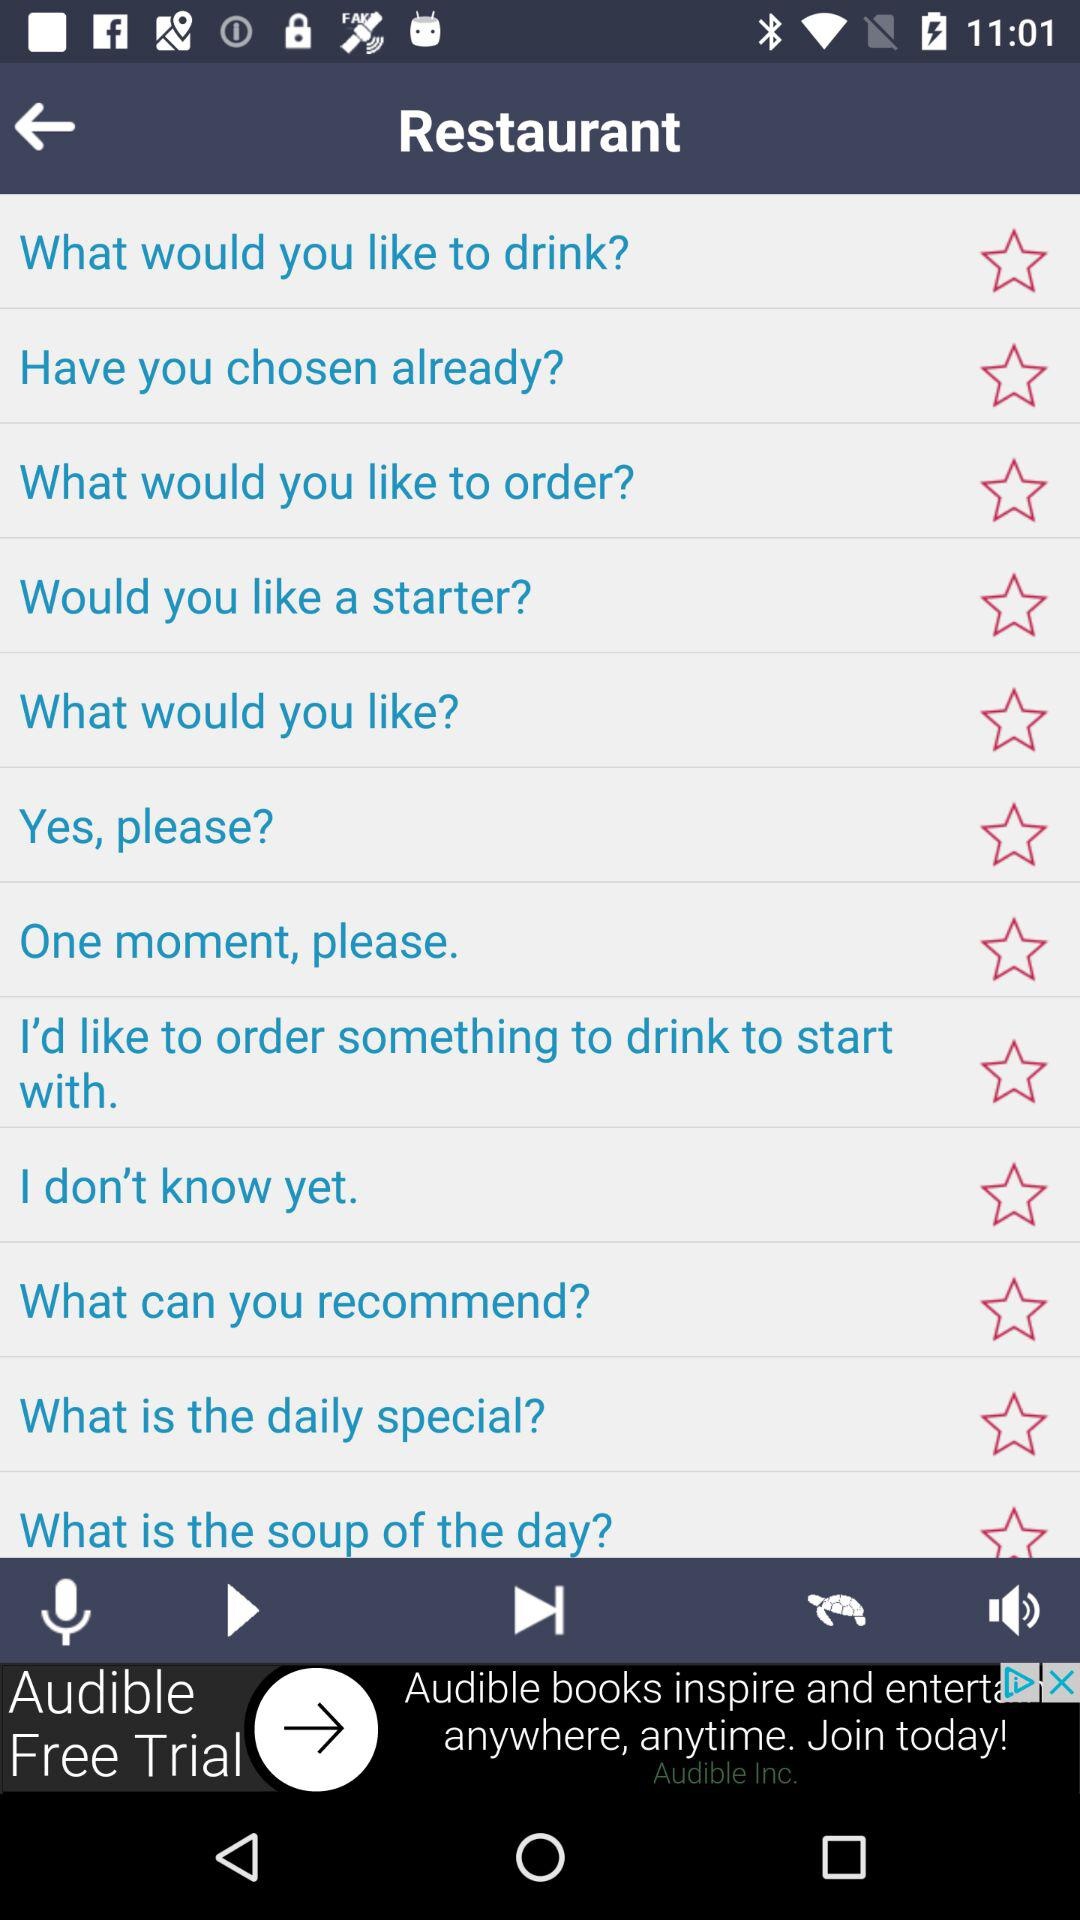 FAKE
11:01
Restaurant
What would you like to drink?
Have you chosen already?
What would you like to order?
Would you like a starter?
What would you like?
Yes, please?
One moment, please.
I’d like to order something to drink to start
with.
I don’t know yet.
What can you recommend?
What is the daily special?
What is the soup of the day?
Audible
Free Trial
Audible books inspire and
anywhere, anytime. Join today!
Audible Inc.